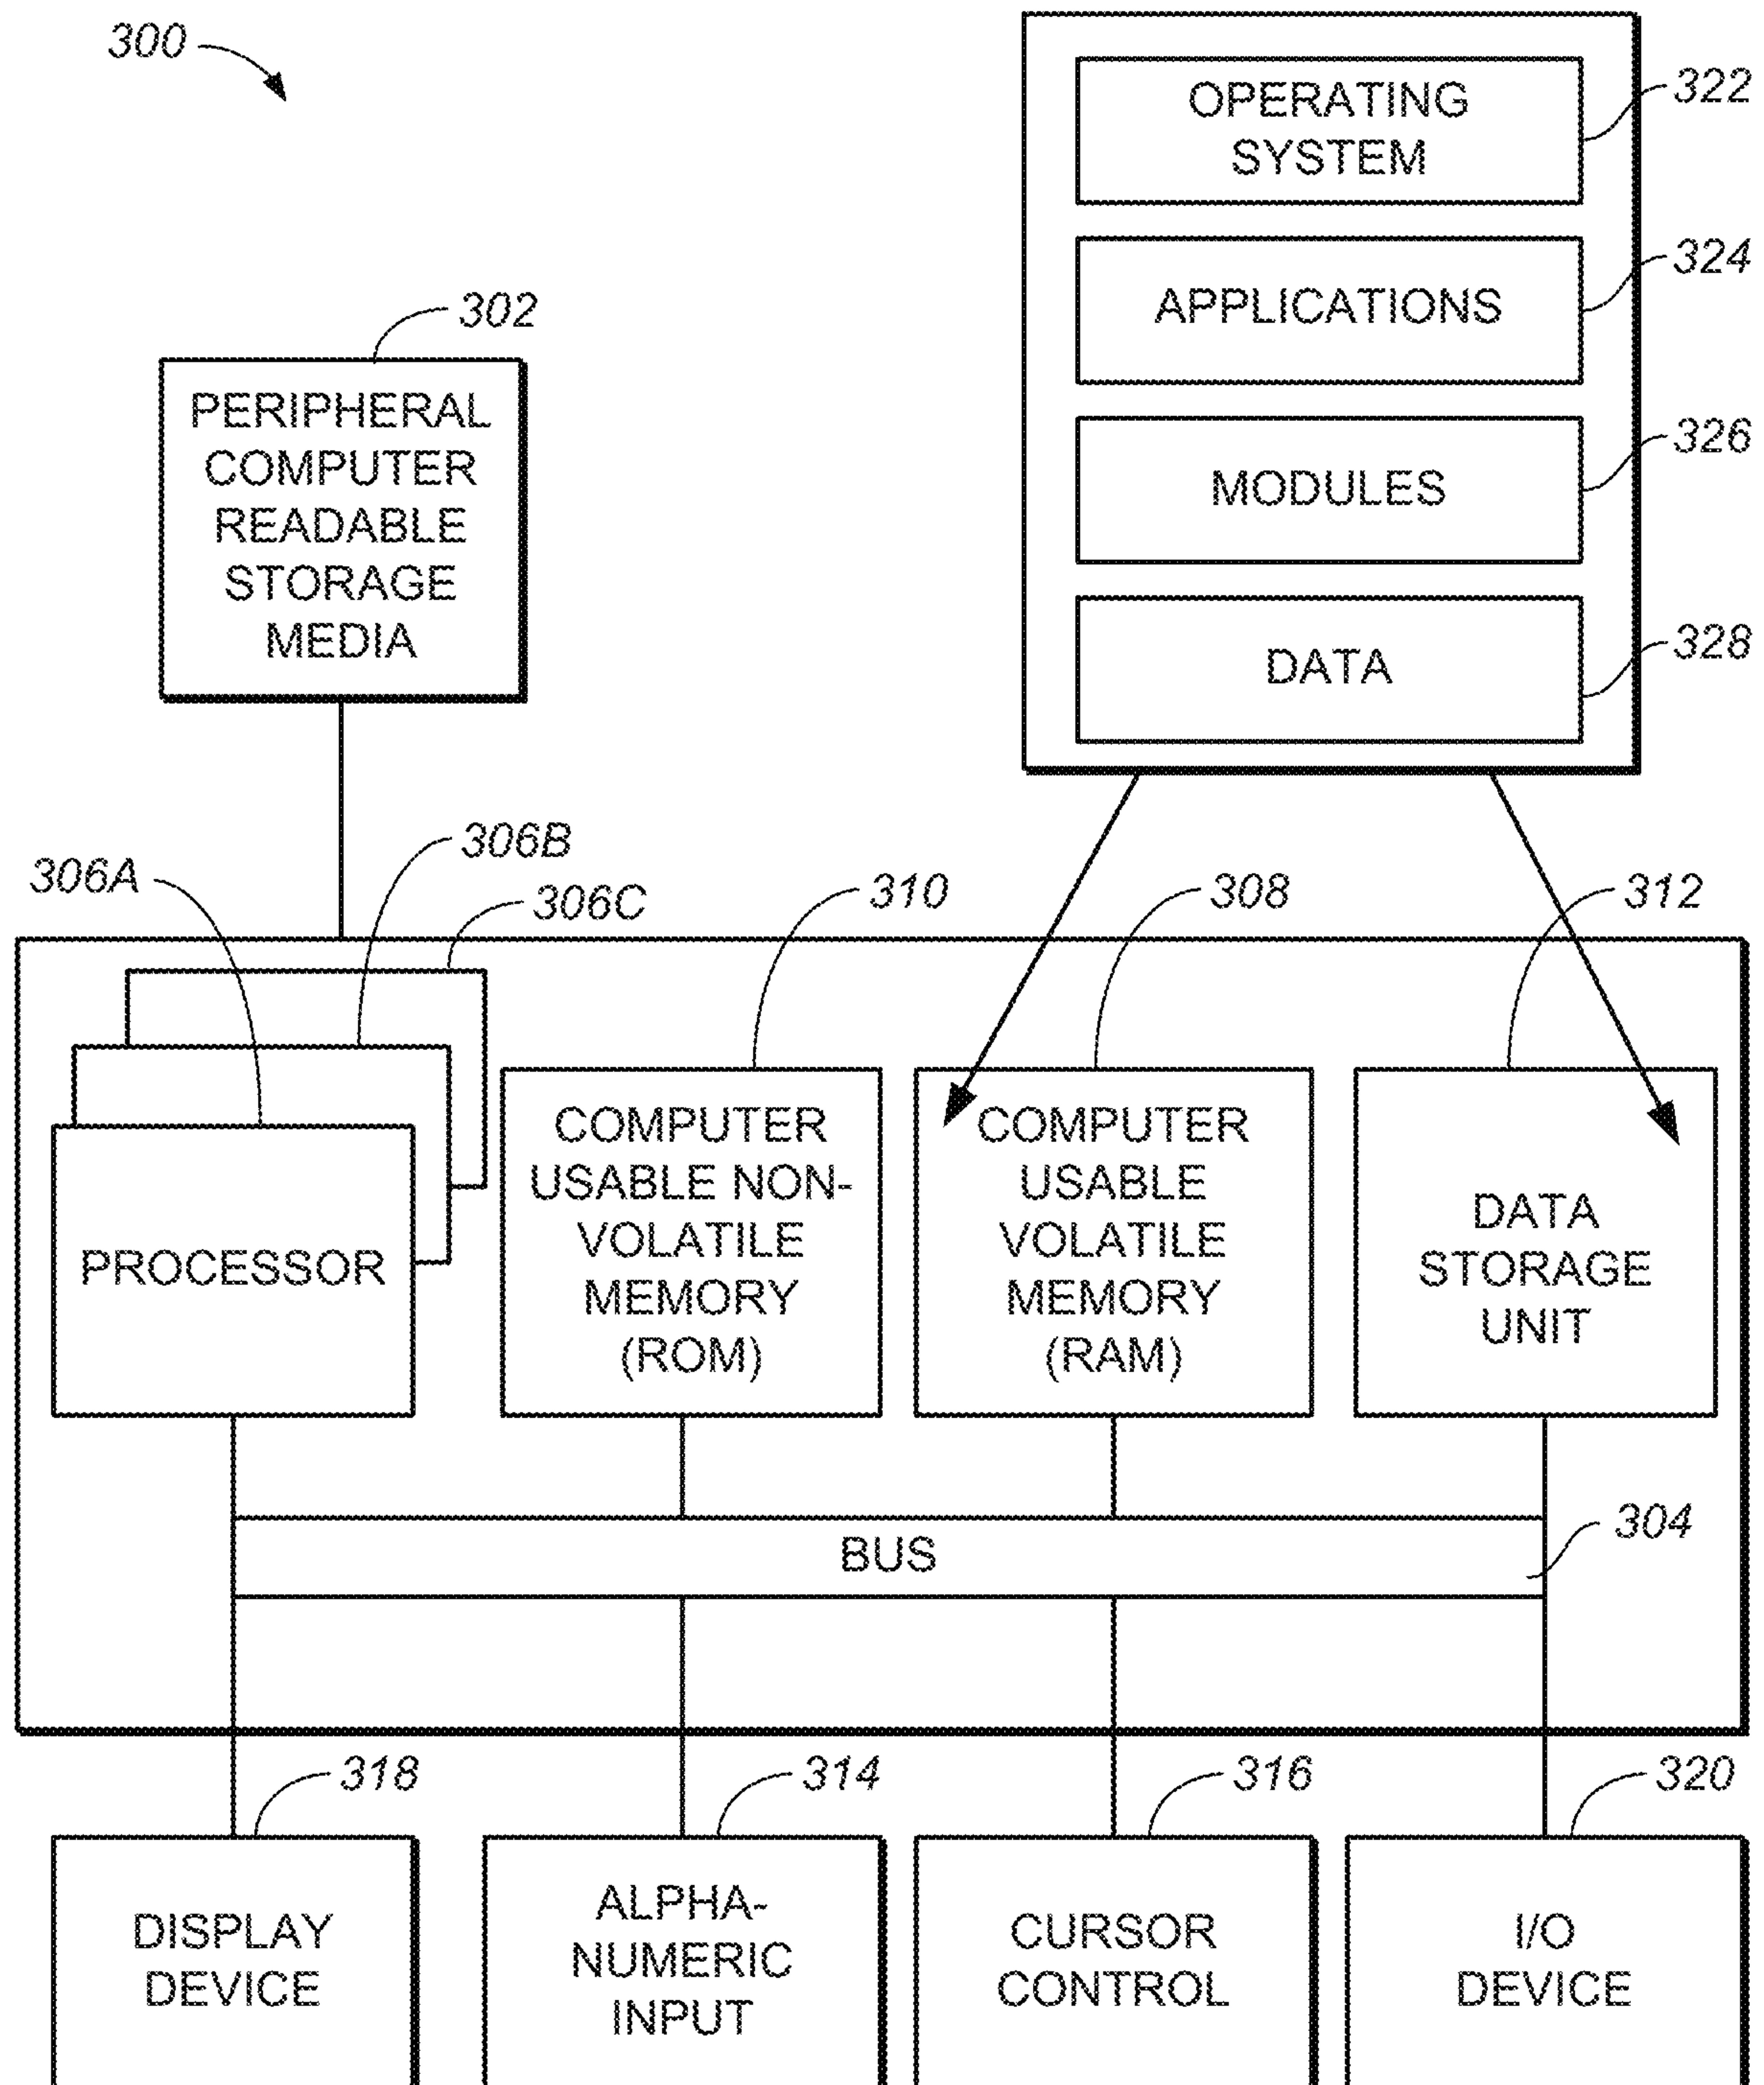 300
OPERATING
SYSTEM
322
APPLICATIONS
324
MODULES
326
DATA
328
302
PERIPHERAL
COMPUTER
READABLE
STORAGE
MEDIA
306A
306B
306C
310
308
312
PROCESSOR
COMPUTER
USABLE NON-
VOLATILE
MEMORY
(ROM)
COMPUTER
USABLE
VOLATILE
MEMORY
(RAM)
DATA
STORAGE
UNIT
BUS
304
318
314
316
320
DISPLAY
DEVICE
ALPHA-
NUMERIC
INPUT
CURSOR
CONTROL
I/O
DEVICE